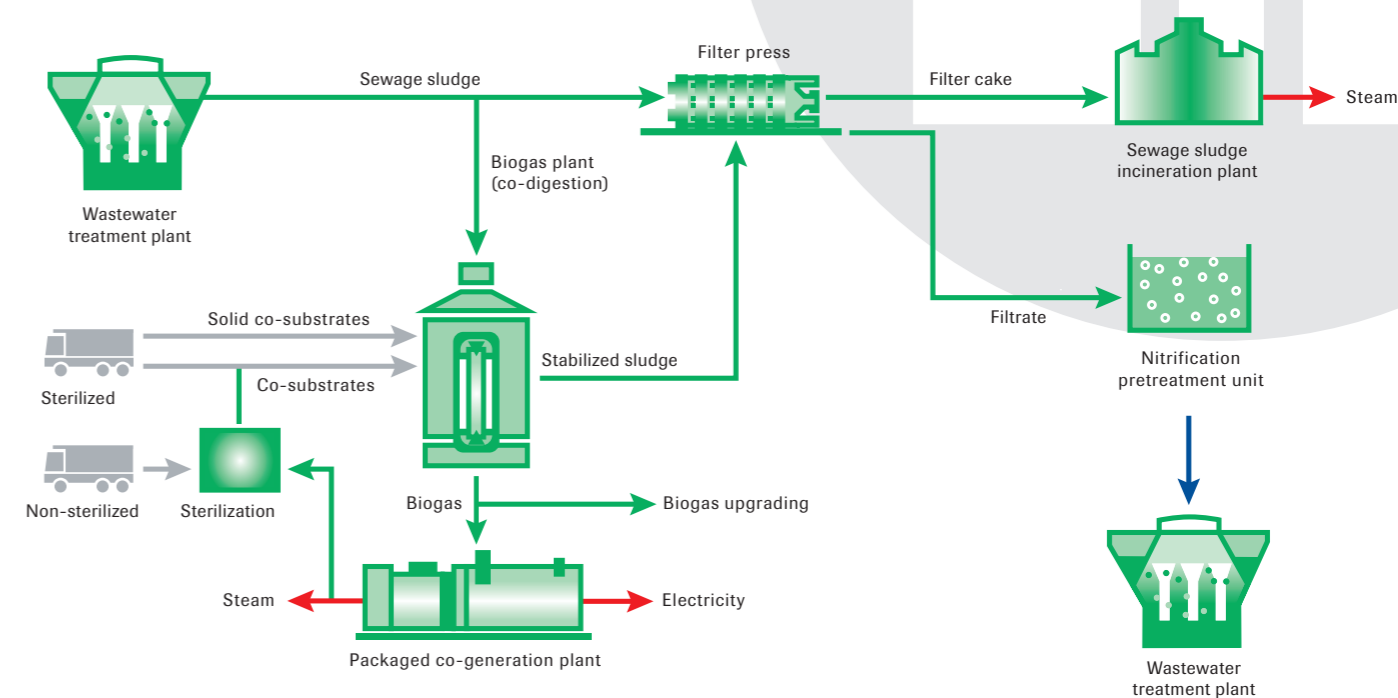 Filter press
Sewage sludge
Filter cake
Steam
Wastewater
treatment plant
Biogas plant
(co-digestion)
Sewage sludge
incineration plant
Solid co-substrates
Filtrate
Stabilized sludge
Nitrification
pretreatment unit
Co-substrates
Sterilized
Biogas
Biogas upgrading
Non-sterilized
Sterilization
Steam
Electricity
Packaged co-generation plant
Wastewater
treatment plant